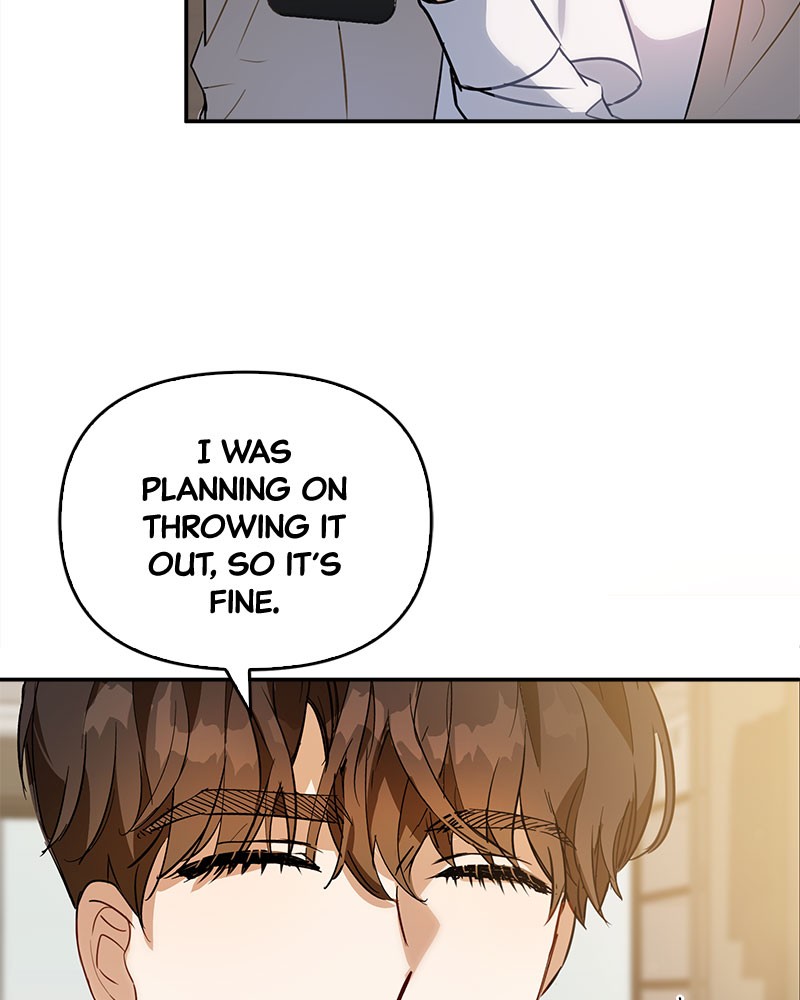 I WAS
PLANNING ON
THROWING IT
OUT, SO IT'S
FINE.